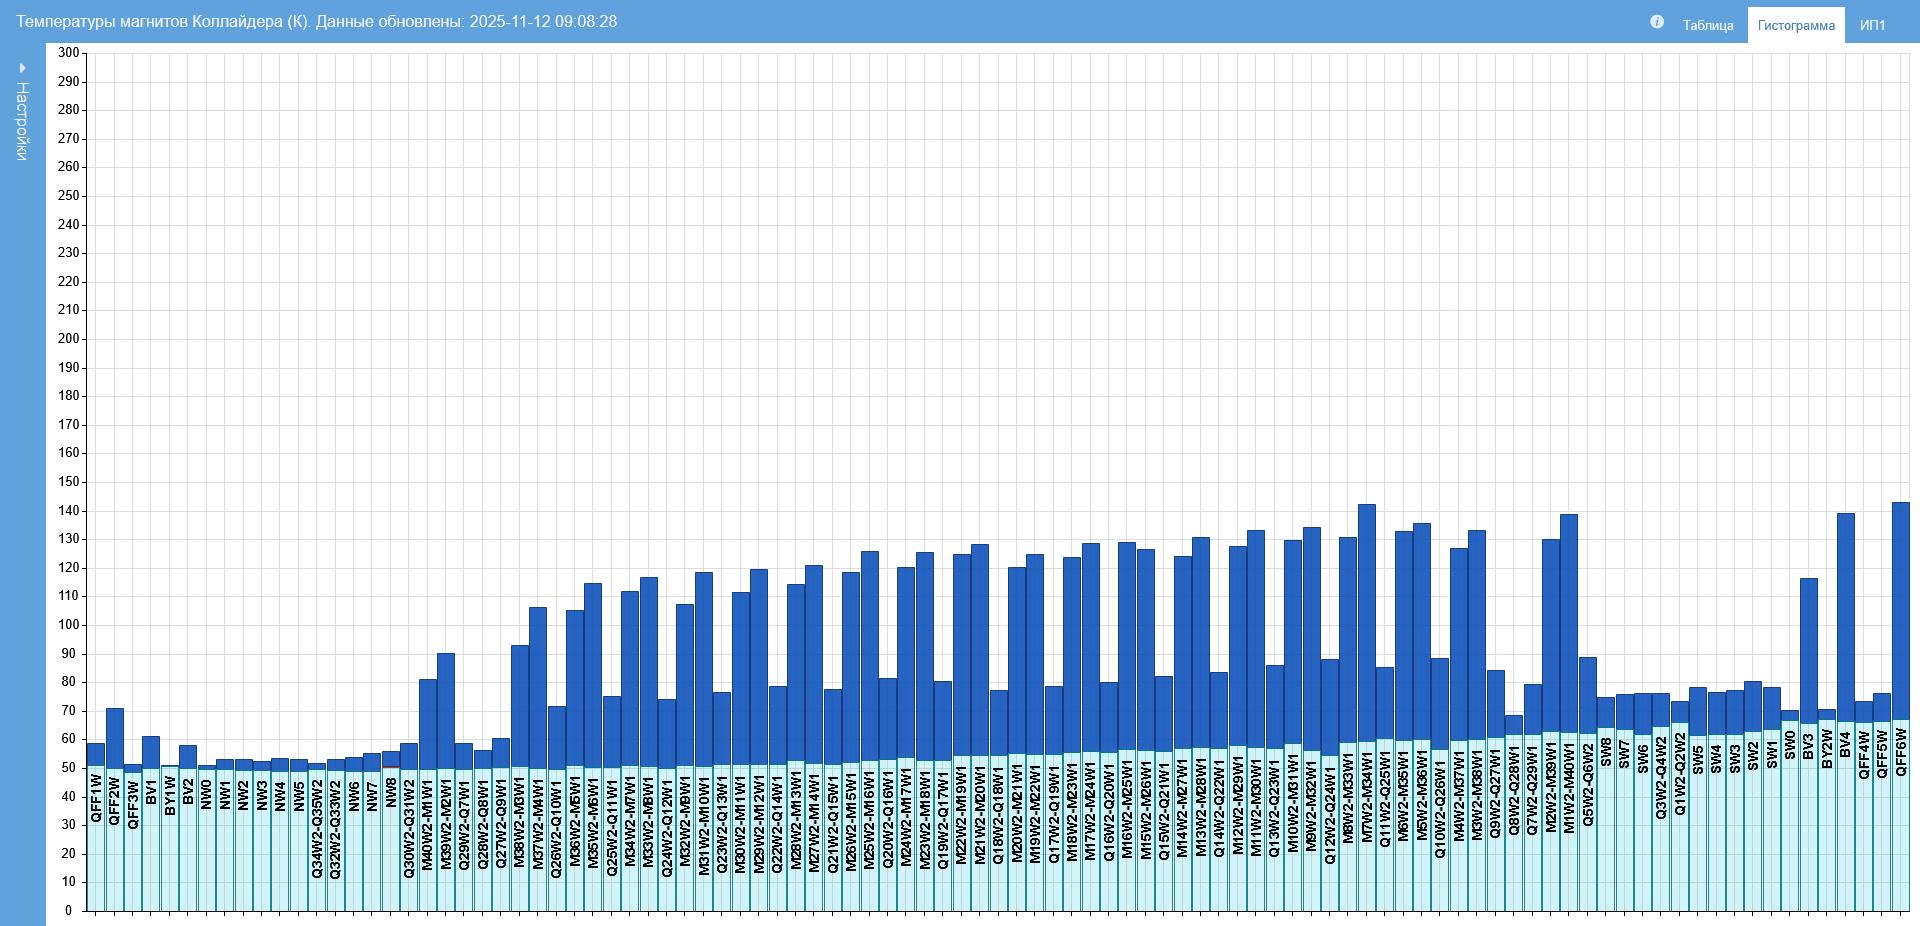 Температуры магнитов Коллайдера (К). Данные обновлены: 2025-11-12 09:08:28
Таблица
Гистограмма
ИП1
Настройки
300
290
280
270
260
250
240
230
220
210
200
190
180
170
160
150
140
130
120
110
100
90
80
70
60
50
40
30
20
10
0
QFF1W
QFF2W
QFF3W
BV1
BY1W
BV2
NW0
NW1
NW2
NW3
NW4
NW5
Q34W2-Q35W2
Q32W2-Q33W2
NW6
NW7
NW8
Q30W2-Q31W2
M40W2-M1W1
M39W2-M2W1
Q29W2-Q7W1
Q28W2-Q8W1
Q27W2-Q9W1
M38W2-M3W1
M37W2-M4W1
Q26W2-Q10W1
M36W2-M5W1
M35W2-M6W1
Q25W2-Q11W1
M34W2-M7W1
M33W2-M8W1
Q24W2-Q12W1
M32W2-M9W1
M31W2-M10W1
Q23W2-Q13W1
M30W2-M11W1
M29W2-M12W1
Q22W2-Q14W1
M28W2-M13W1
M27W2-M14W1
Q21W2-Q15W1
M26W2-M15W1
M25W2-M16W1
Q20W2-Q16W1
M24W2-M17W1
M23W2-M18W1
Q19W2-Q17W1
M22W2-M19W1
M21W2-M20W1
Q18W2-Q18W1
M20W2-M21W1
M19W2-M22W1
Q17W2-Q19W1
M18W2-M23W1
M17W2-M24W1
Q16W2-Q20W1
M16W2-M25W1
M15W2-M26W1
Q15W2-Q21W1
M14W2-M27W1
M13W2-M28W1
Q14W2-Q22W1
M12W2-M29W1
M11W2-M30W1
Q13W2-Q23W1
M10W2-M31W1
M9W2-M32W1
Q12W2-Q24W1
M8W2-M33W1
M7W2-M34W1
Q11W2-Q25W1
M6W2-M35W1
M5W2-M36W1
Q10W2-Q26W1
M4W2-M37W1
M3W2-M38W1
Q9W2-Q27W1
Q8W2-Q28W1
Q7W2-Q29W1
M2W2-M39W1
M1W2-M40W1
Q5W2-Q6W2
SW8
SW7
SW6
Q3W2-Q4W2
Q1W2-Q2W2
SW5
SW4
SW3
SW2
SW1
SW0
BV3
BY2W
BV4
QFF4W
QFF5W
QFF6W